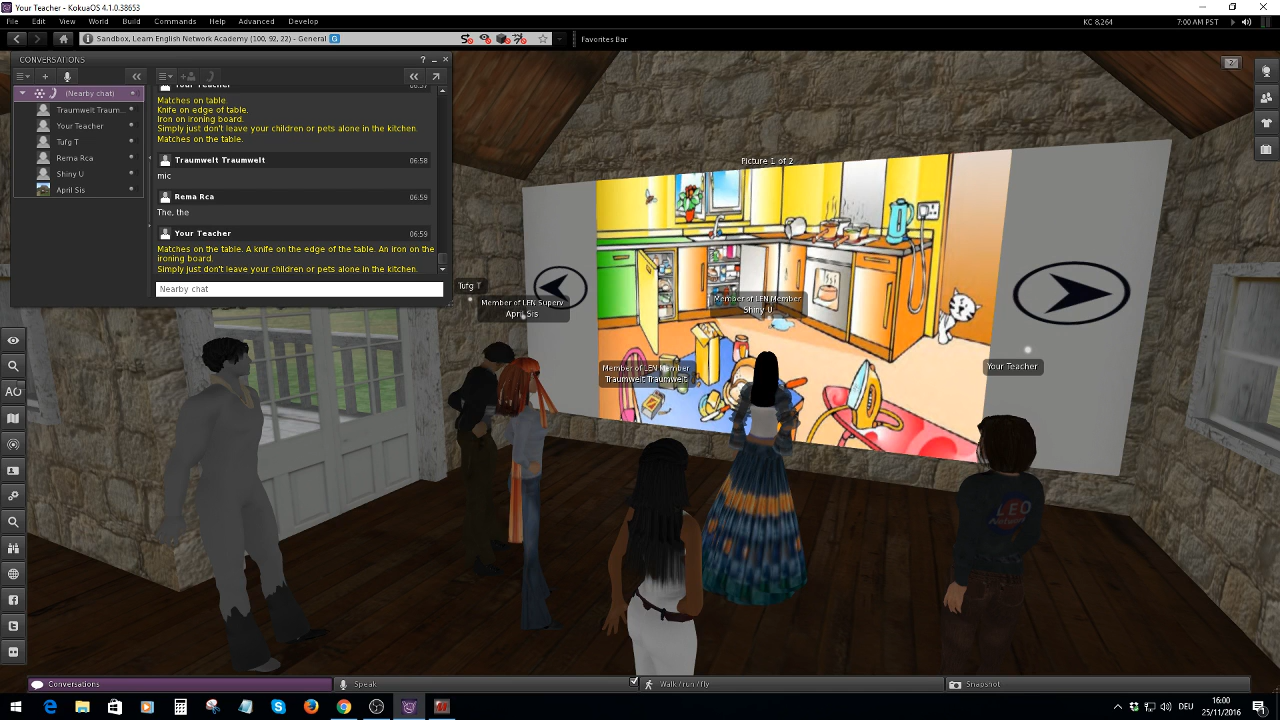 Your Teacher - KokuaOS 4.1.0.38653
File Edit View World Build Commands Help Advanced Develop
KC 8,264 7:00 AM PST
Sandbox, Learn English Network Academy (100, 92, 22) - General G
Favorites Bar
CONVERSATIONS
(Nearby chat)
Traumwelt Traum...
Your Teacher
Tufg T
Rema Rca
Shiny U
April Sis
Your Teacher 06:57
Matches on table.
Knife on edge of table.
Iron on ironing board.
Simply just don't leave your children or pets alone in the kitchen.
Matches on the table.
Traumwelt Traumwelt 06:58
mic
Rema Rca 06:59
The, the
Your Teacher 06:59
Matches on the table. A knife on the edge of the table. An iron on the
ironing board.
Simply just don't leave your children or pets alone in the kitchen.
Nearby chat
Picture 1 of 2
Tufg T
Member of LEN Superv
April Sis
Member of LEN Member
Shiny U
Member of LEN Member
Traumwelt Traumwelt
Your Teacher
LEO
Network
AO
Conversations
Speak
Walk / run / fly
Snapshot
DEU
16:00
25/11/2016